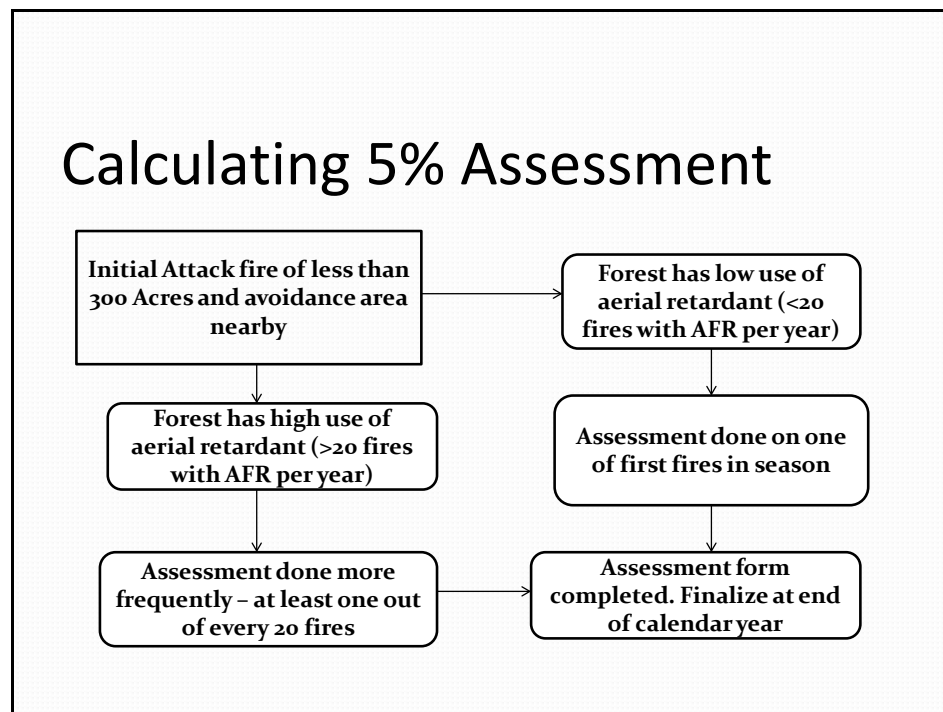 Calculating 5% Assessment
Initial Attack fire of less than
300 Acres and avoidance area
nearby
Forest has low use of
aerial retardant (<20
fires with AFR per year)
Forest has high use of
aerial retardant (>20 fires
with AFR per year)
Assessment done on one
of first fires in season
Assessment done more
frequently – at least one out
of every 20 fires
Assessment form
completed. Finalize at end
of calendar year